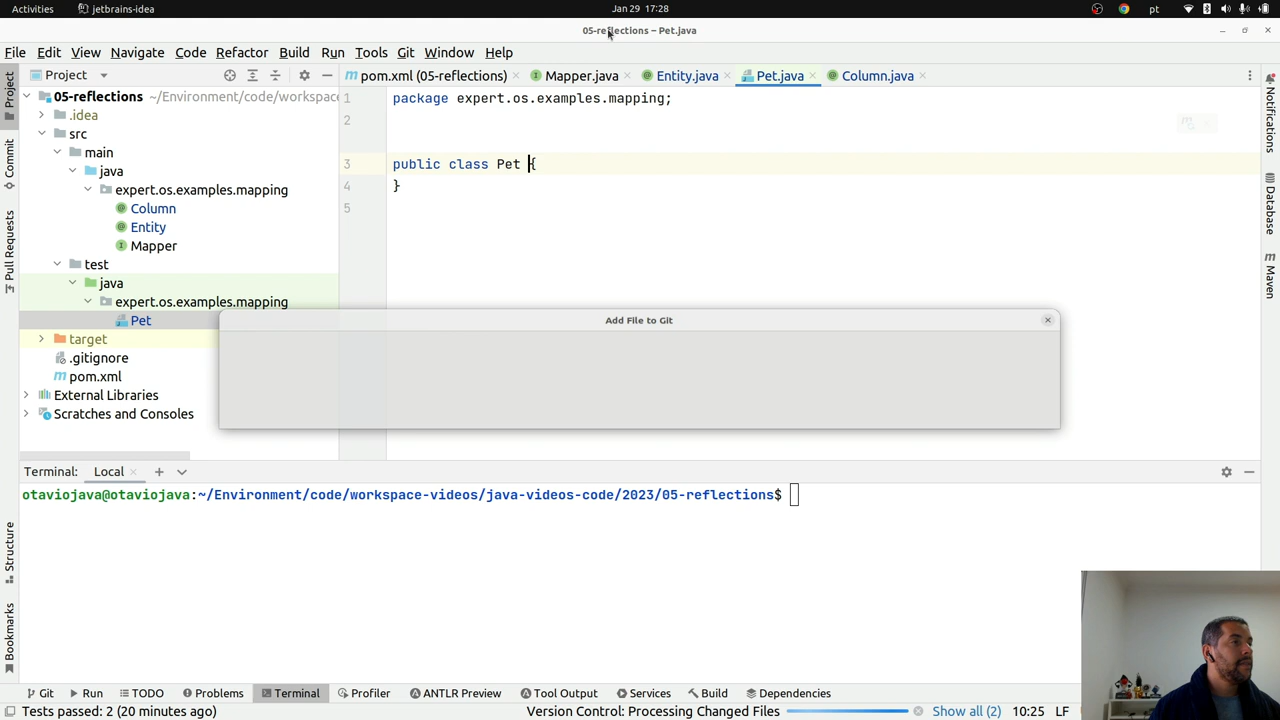 Activities
jetbrains-idea
Jan 29 17:28
pt
05-reflections – Pet.java
File Edit View Navigate Code Refactor Build Run Tools Git Window Help
Project
pom.xml (05-reflections)
Mapper.java
Entity.java
Pet.java
Column.java
05-reflections ~/Environment/code/workspace
.idea
src
main
java
expert.os.examples.mapping
Column
Entity
Mapper
test
java
expert.os.examples.mapping
Pet
target
.gitignore
pom.xml
External Libraries
Scratches and Consoles
1 package expert.os.examples.mapping;
2
3 public class Pet {
4 }
5
Add File to Git
Project
Commit
Pull Requests
Structure
Bookmarks
Notifications
Database
Maven
Terminal: Local
otaviojava@otaviojava:~/Environment/code/workspace-videos/java-videos-code/2023/05-reflections$
Git Run TODO Problems Terminal Profiler ANTLR Preview Tool Output Services Build Dependencies
Tests passed: 2 (20 minutes ago)
Version Control: Processing Changed Files
Show all (2)
10:25 LF